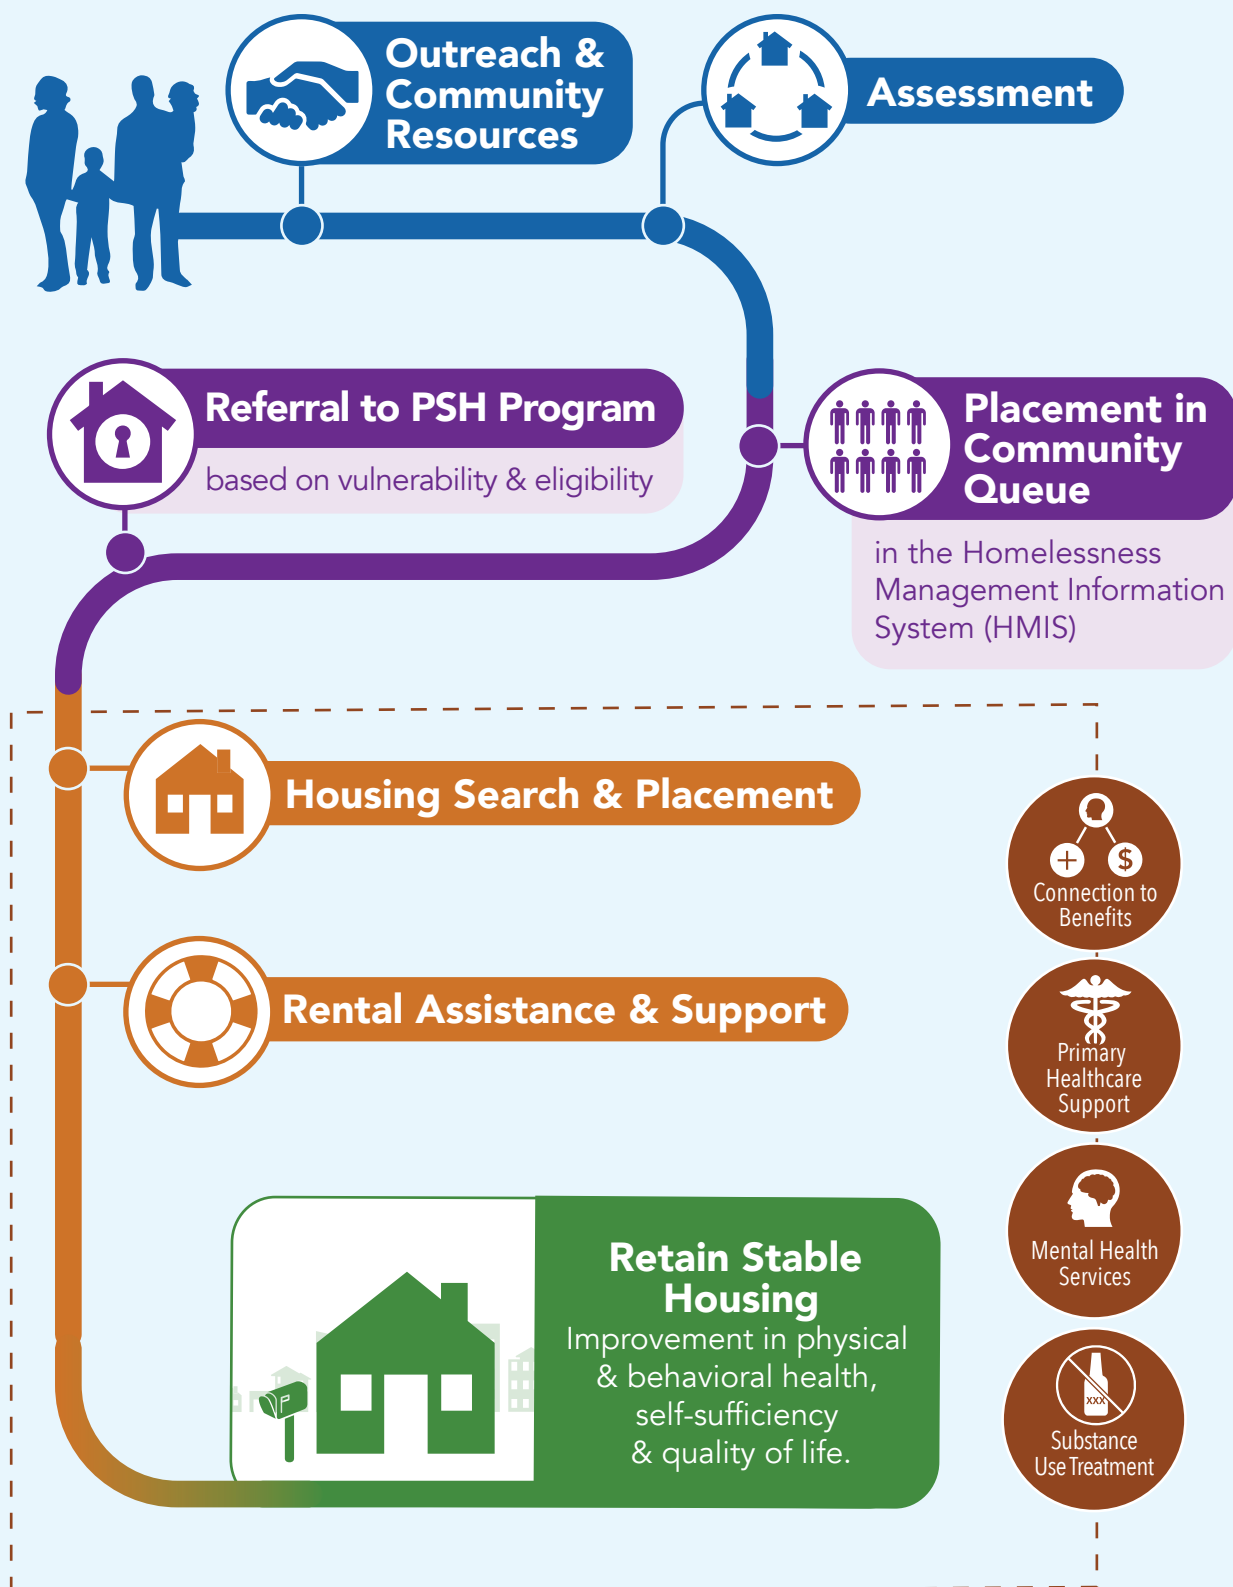 Outreach &
Community
Resources
Assessment
Referral to PSH Program
based on vulnerability & eligibility
Placement in
Community
Queue
in the Homelessness
Management Information
System (HMIS)
Housing Search & Placement
Rental Assistance & Support
$
Connection to
Benefits
Primary
Healthcare
Support
Mental Health
Services
XXX
Substance
Use Treatment
Retain Stable
Housing
Improvement in physical
& behavioral health,
self-sufficiency
& quality of life.